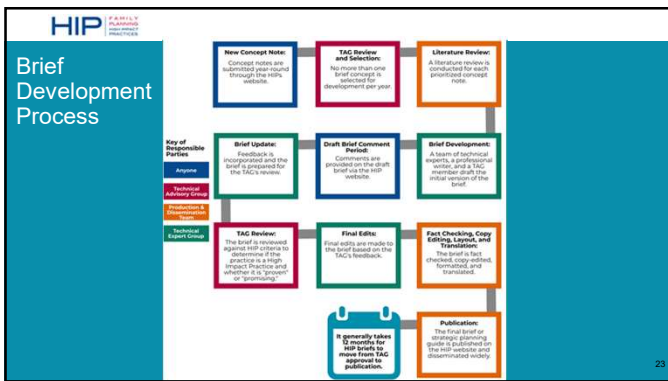 HIP
FAMILY
PLANNING
HIGH IMPACT
PRACTICES
Brief
Development
Process
New Concept Note:
Concept notes are
submitted year-round
through the HIPs
website.
TAG Review
and Selection:
No more than one
brief concept is
selected for
development per year.
Literature Review:
A literature review is
conducted for each
prioritized concept
note.
Key of
Responsible
Parties
Anyone
Technical
Advisory Group
Production &
Dissemination
Team
Technical
Expert Group
Brief Update:
Feedback is
incorporated and the
brief is prepared for
the TAG's review.
Draft Brief Comment
Period:
Comments are
provided on the draft
brief via the HIP
website.
Brief Development:
A team of technical
experts, a professional
writer, and a TAG
member draft the
initial version of the
brief.
TAG Review:
The brief is reviewed
against HIP criteria to
determine if the
practice is a High
Impact Practice and
whether it is "proven"
or "promising."
Final Edits:
Final edits are made to
the brief based on the
TAG's feedback.
Fact Checking, Copy
Editing, Layout, and
Translation:
The brief is fact
checked, copy-edited,
formatted, and
translated.
It generally takes
12 months for
HIP briefs to
move from TAG
approval to
publication.
Publication:
The final brief or
strategic planning
guide is published on
the HIP website and
disseminated widely.
23